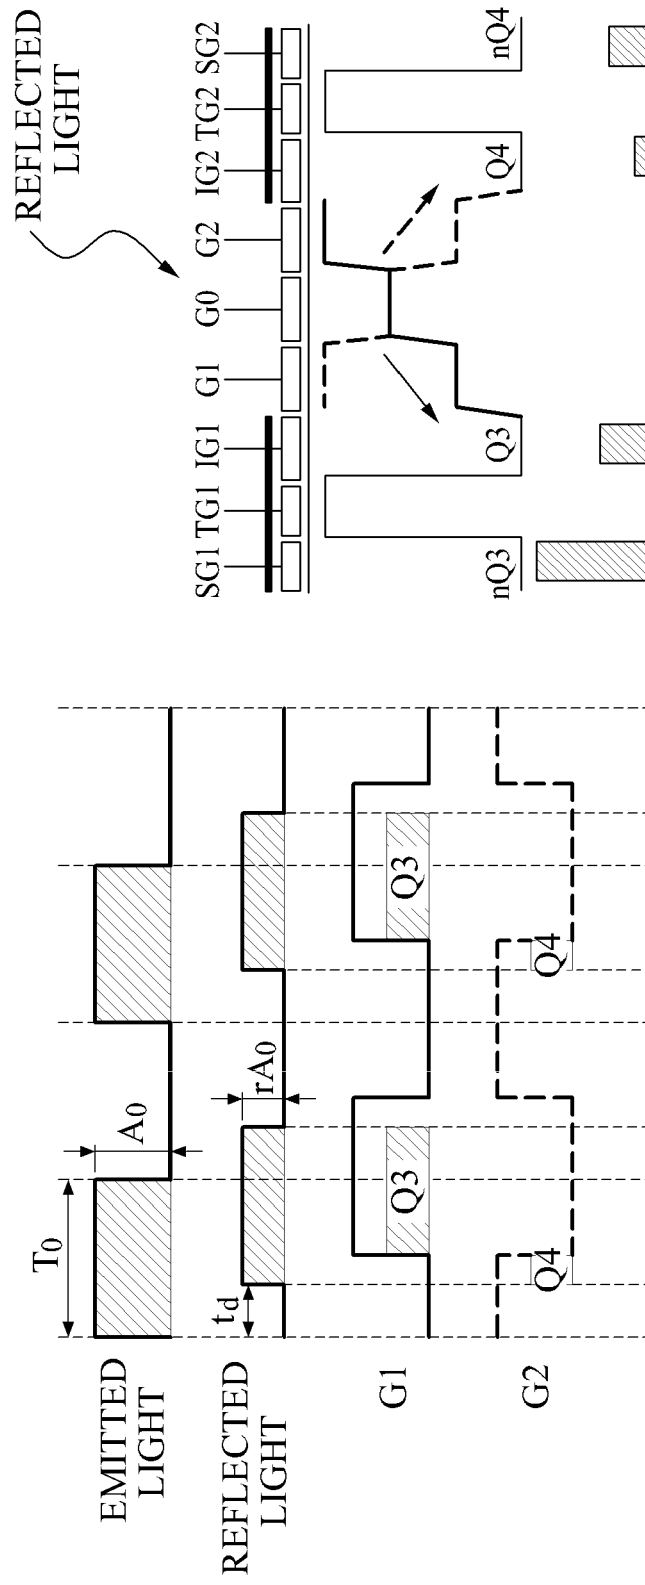 EMITTED
LIGHT
T0
A0
REFLECTED
LIGHT
td
rA0
G1
Q3
Q3
G2
Q4
Q4
REFLECTED
LIGHT
SG1 TG1 IG1 G1 G0 G2 IG2 TG2 SG2
nQ3
Q3
Q4
nQ4